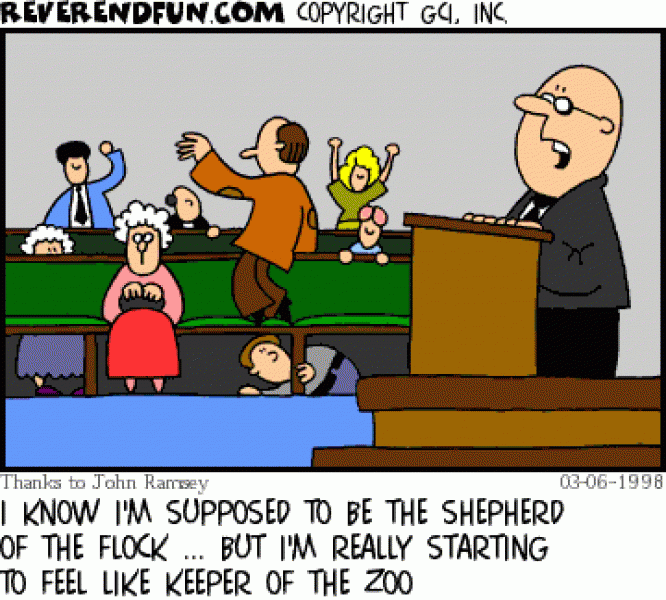 REVERENDFUN.COM COPYRIGHT GCI, INC.
Thanks to John Ramsey 03-06-1998
I KNOW I'M SUPPOSED TO BE THE SHEPHERD
OF THE FLOCK ... BUT I'M REALLY STARTING
TO FEEL LIKE KEEPER OF THE ZOO